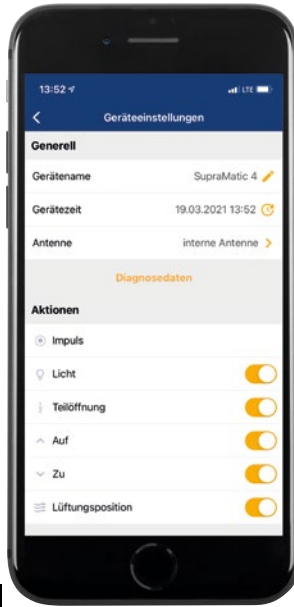 13:52
LTE
Geräteeinstellungen
Generell
Gerätename SupraMatic 4
Gerätezeit 19.03.2021 13:52
Antenne interne Antenne
Diagnosedaten
Aktionen
Impuls
Licht
Teilöffnung
Auf
Zu
Lüftungsposition